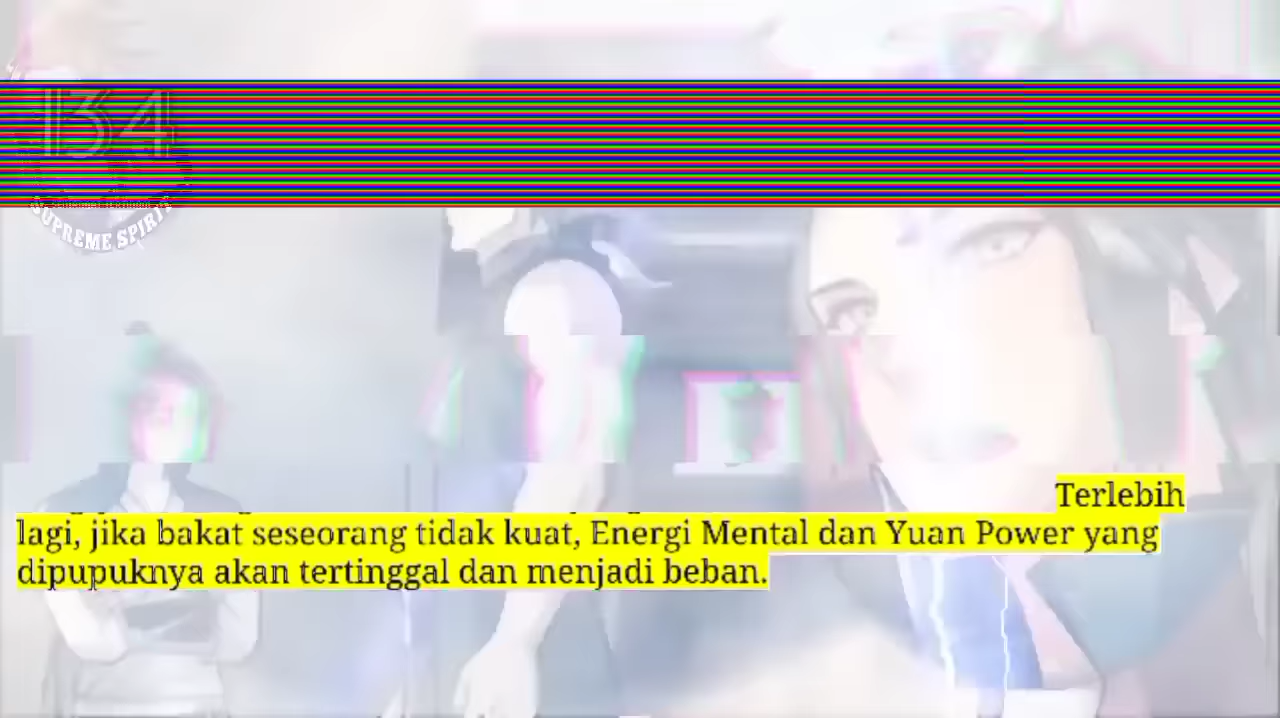 134
SUPREME SPIRIT
Terlebih
lagi, jika bakat seseorang tidak kuat, Energi Mental dan Yuan Power yang
dipupuknya akan tertinggal dan menjadi beban.